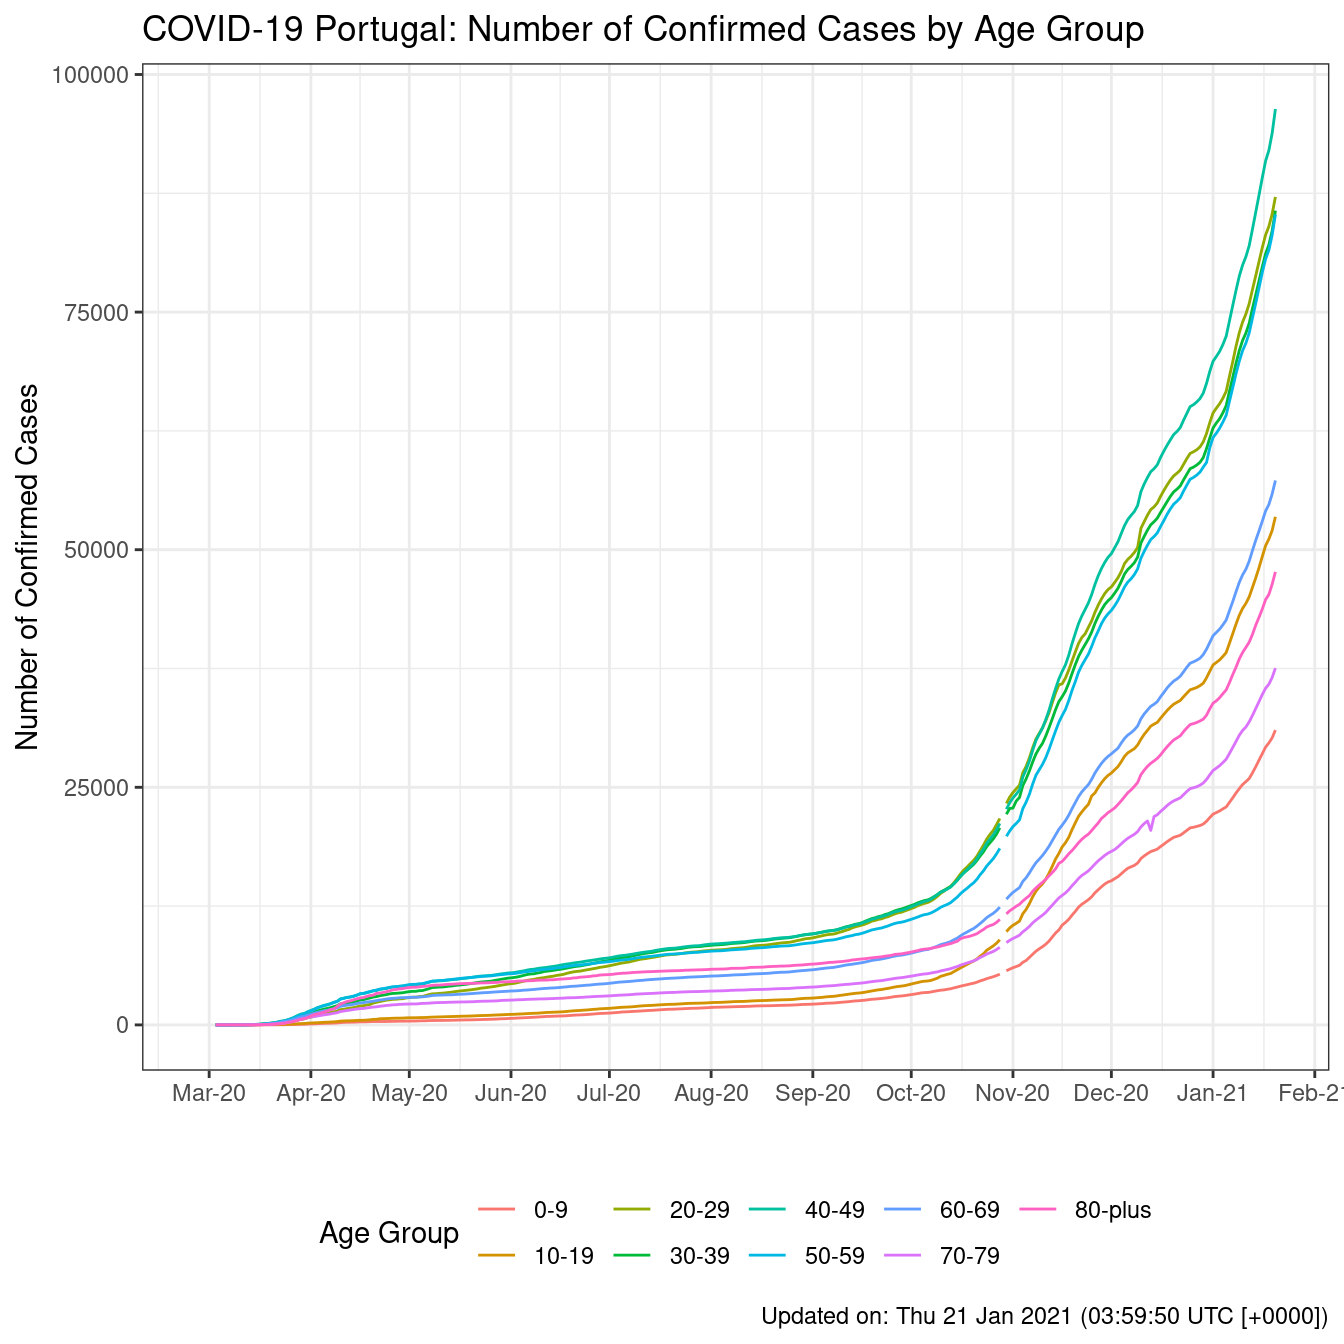 COVID-19 Portugal: Number of Confirmed Cases by Age Group
Number of Confirmed Cases
100000
75000
50000
25000
0
Mar-20 Apr-20 May-20 Jun-20 Jul-20 Aug-20 Sep-20 Oct-20 Nov-20 Dec-20 Jan-21 Feb-21
Age Group
0-9 20-29 40-49 60-69 80-plus
10-19 30-39 50-59 70-79
Updated on: Thu 21 Jan 2021 (03:59:50 UTC [+0000])